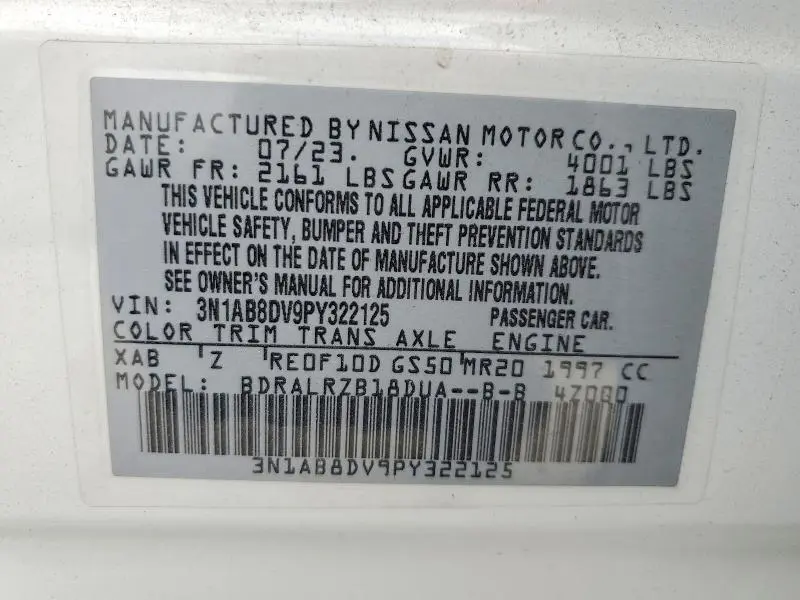 MANUFACTURED BY NISSAN MOTOR CO., LTD.
DATE: 07/23. GVWR: 4001 LBS
GAWR FR: 2161 LBS GAWR RR: 1863 LBS
THIS VEHICLE CONFORMS TO ALL APPLICABLE FEDERAL MOTOR
VEHICLE SAFETY, BUMPER AND THEFT PREVENTION STANDARDS
IN EFFECT ON THE DATE OF MANUFACTURE SHOWN ABOVE.
SEE OWNER'S MANUAL FOR ADDITIONAL INFORMATION.
VIN: 3N1AB8DV9PY322125 PASSENGER CAR.
COLOR TRIM TRANS AXLE ENGINE
XAB Z RE0F10D GS50 MR20 1997 CC
MODEL: BDRALRZB18DUA--B-B 4Z0B0
3N1AB8DV9PY322125